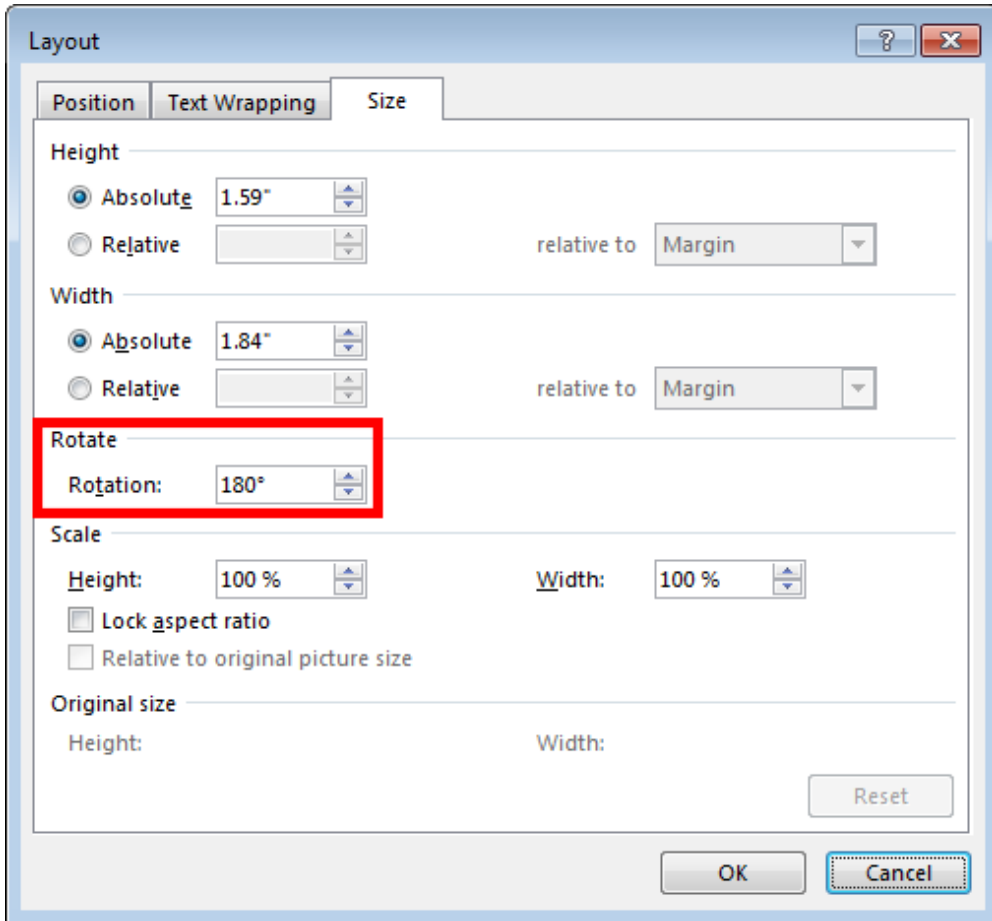 Layout
Position Text Wrapping Size
Height
Absolute 1.59"
Relative relative to Margin
Width
Absolute 1.84"
Relative relative to Margin
Rotate
Rotation: 180°
Scale
Height: 100 % Width: 100 %
Lock aspect ratio
Relative to original picture size
Original size
Height: Width:
Reset
OK Cancel